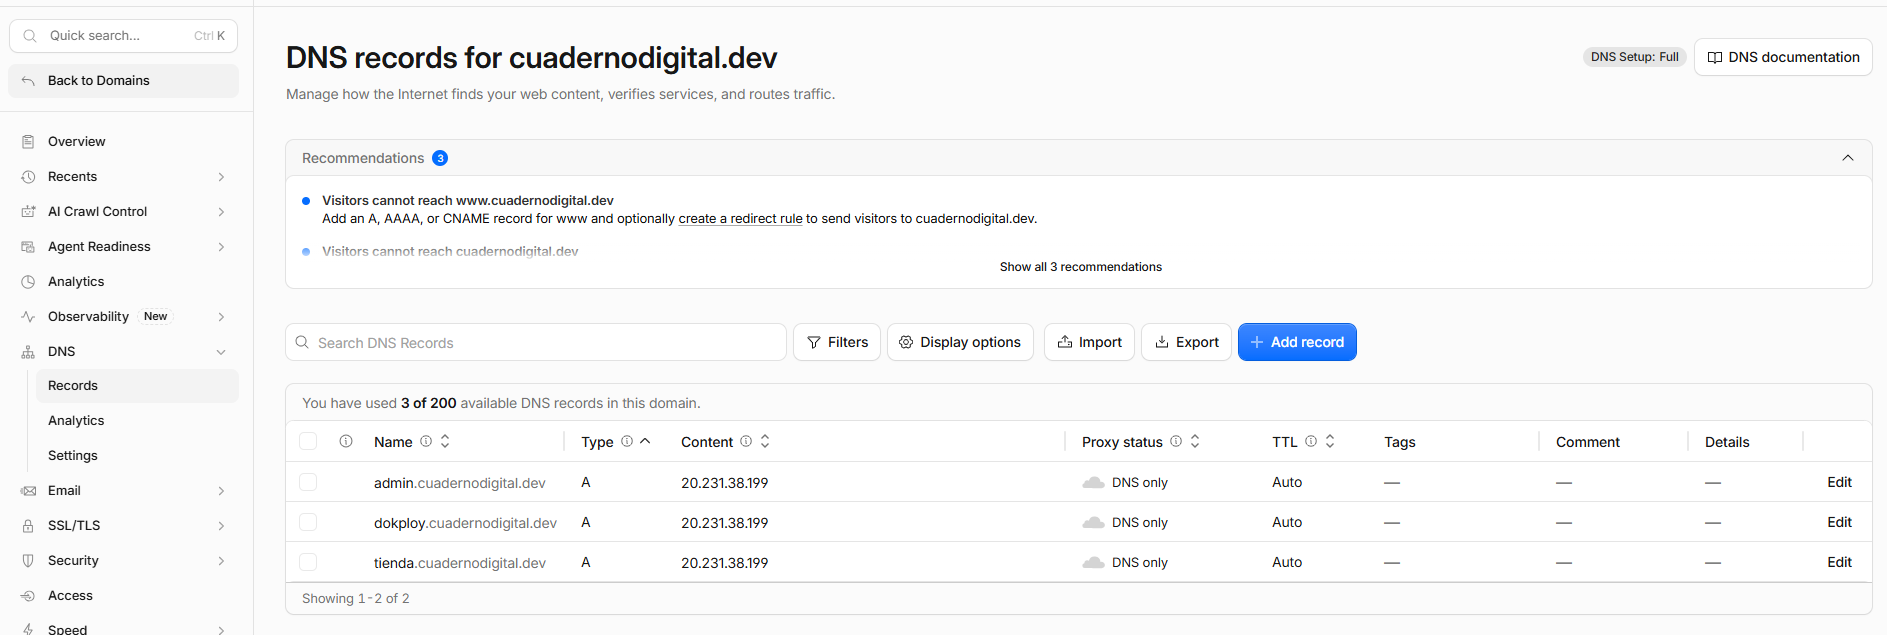 Quick search... Ctrl K
Back to Domains
Overview
Recents
AI Crawl Control
Agent Readiness
Analytics
Observability New
DNS
Records
Analytics
Settings
Email
SSL/TLS
Security
Access
Speed
DNS records for cuadernodigital.dev
DNS Setup: Full
DNS documentation
Manage how the Internet finds your web content, verifies services, and routes traffic.
Recommendations 3
Visitors cannot reach www.cuadernodigital.dev
Add an A, AAAA, or CNAME record for www and optionally create a redirect rule to send visitors to cuadernodigital.dev.
Visitors cannot reach cuadernodigital.dev
Show all 3 recommendations
Search DNS Records Filters Display options Import Export + Add record
You have used 3 of 200 available DNS records in this domain.
Name Type Content Proxy status TTL Tags Comment Details
admin.cuadernodigital.dev A 20.231.38.199 DNS only Auto — — — Edit
dokploy.cuadernodigital.dev A 20.231.38.199 DNS only Auto — — — Edit
tienda.cuadernodigital.dev A 20.231.38.199 DNS only Auto — — — Edit
Showing 1-2 of 2